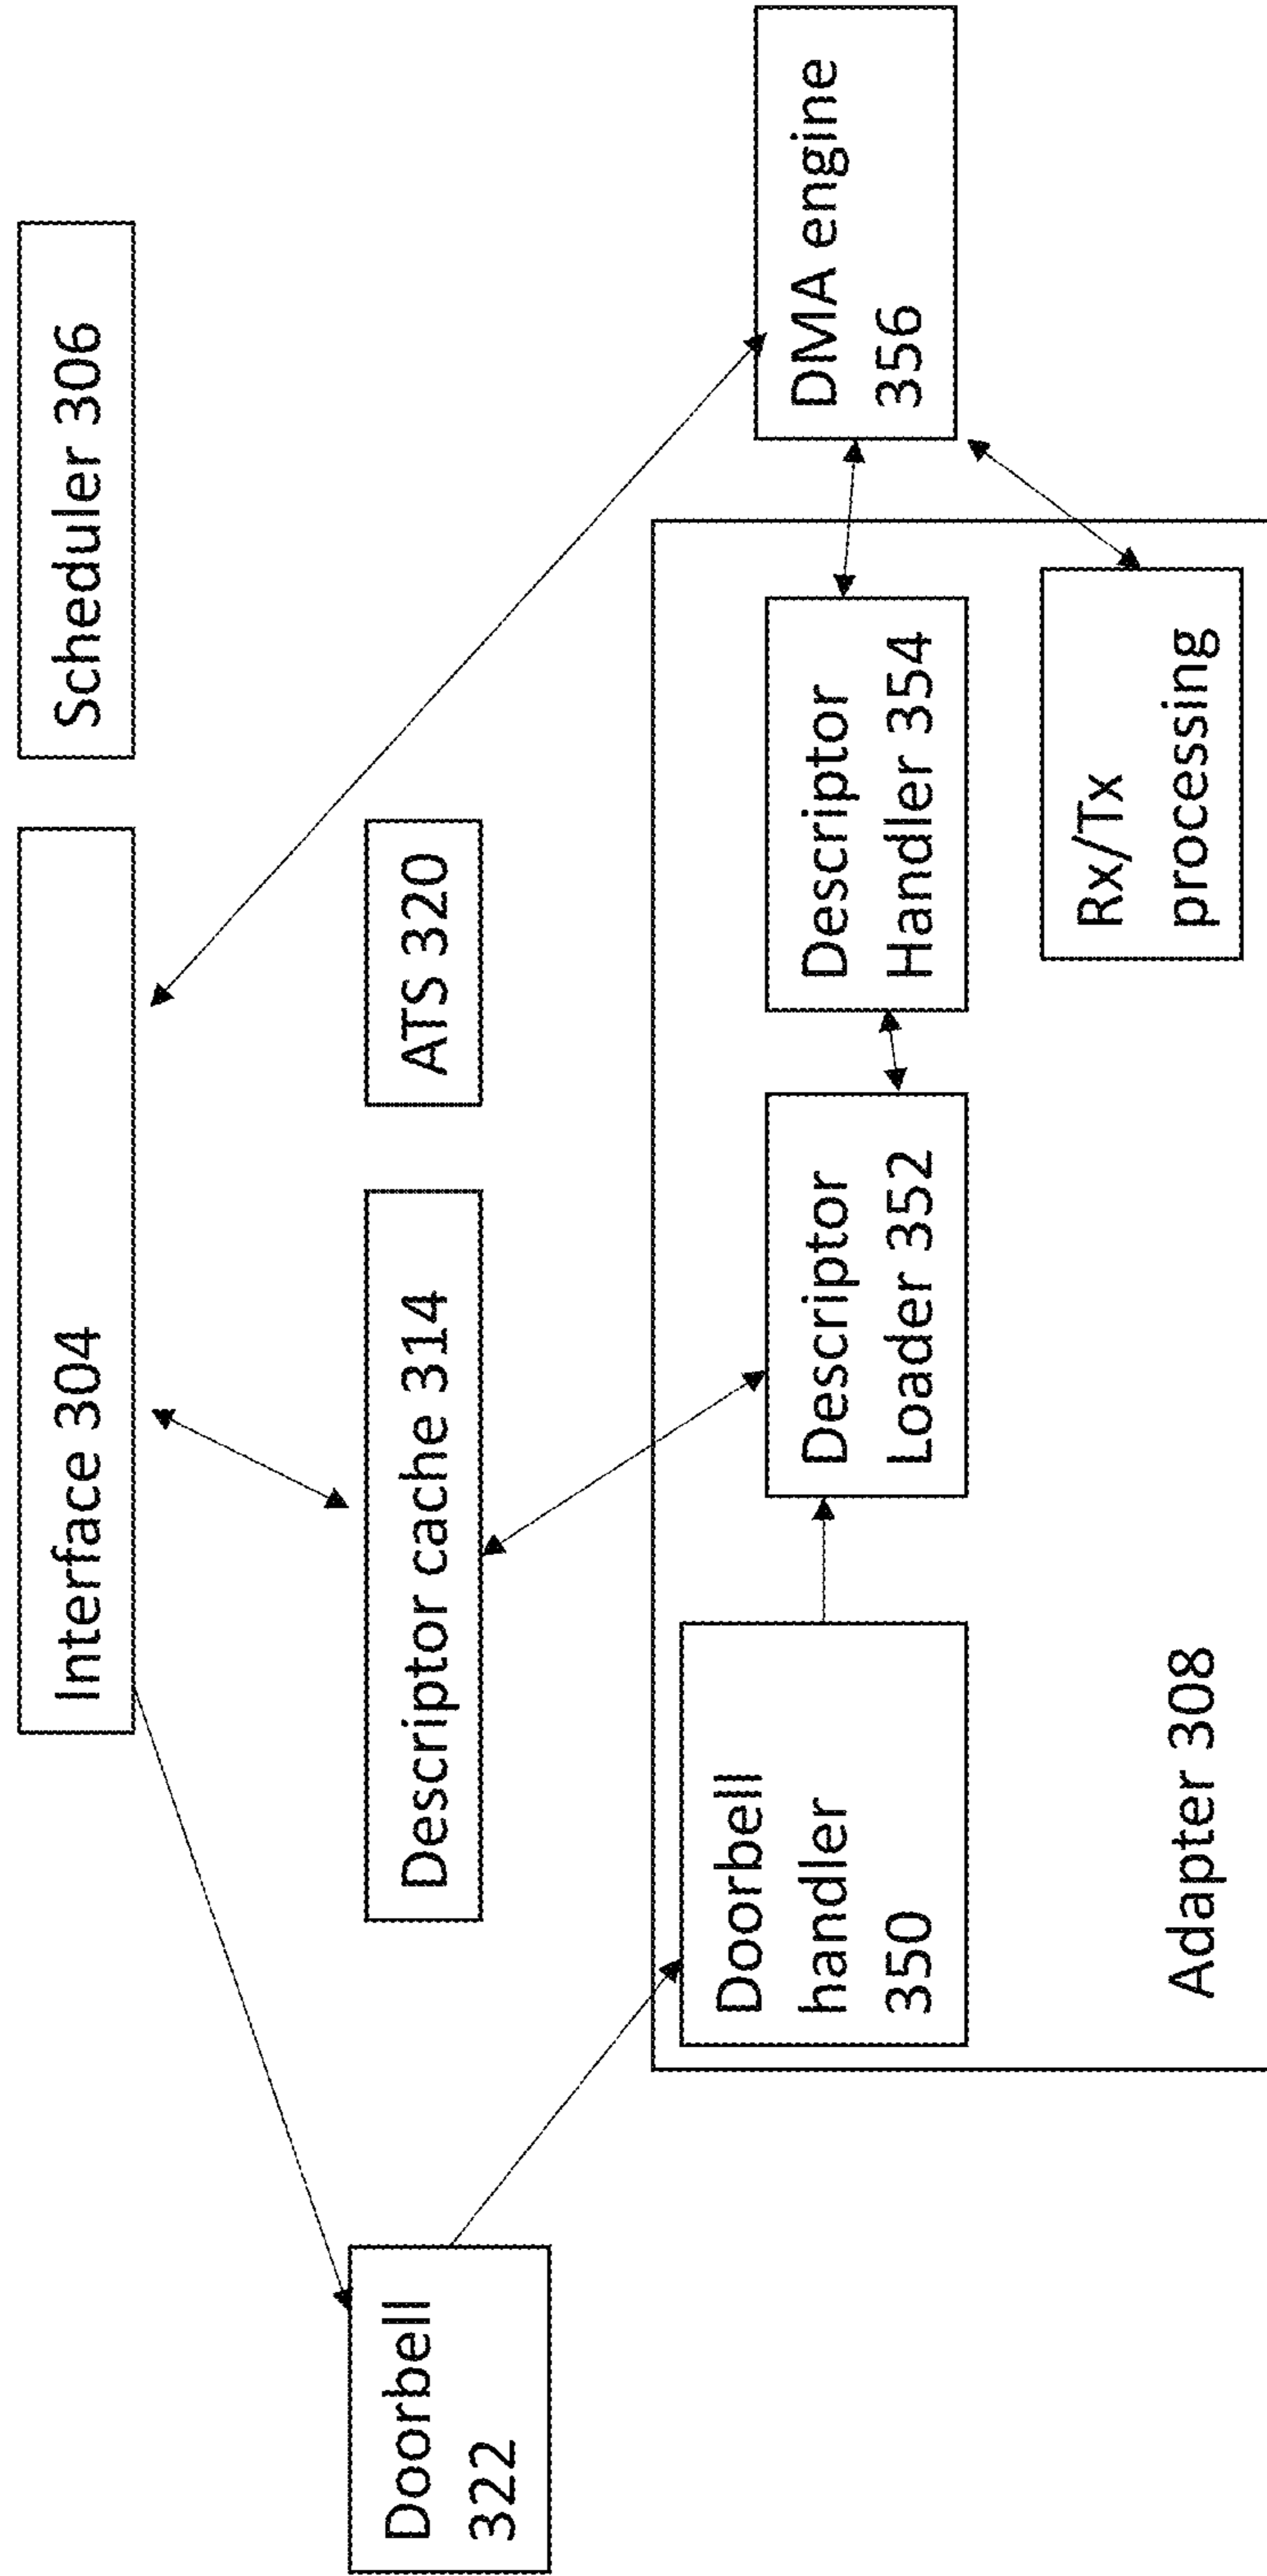 Interface 304
Scheduler 306
Doorbell
322
Descriptor cache 314
ATS 320
Doorbell
handler
350
Descriptor
Loader 352
Descriptor
Handler 354
DMA engine
356
Rx/Tx
processing
Adapter 308